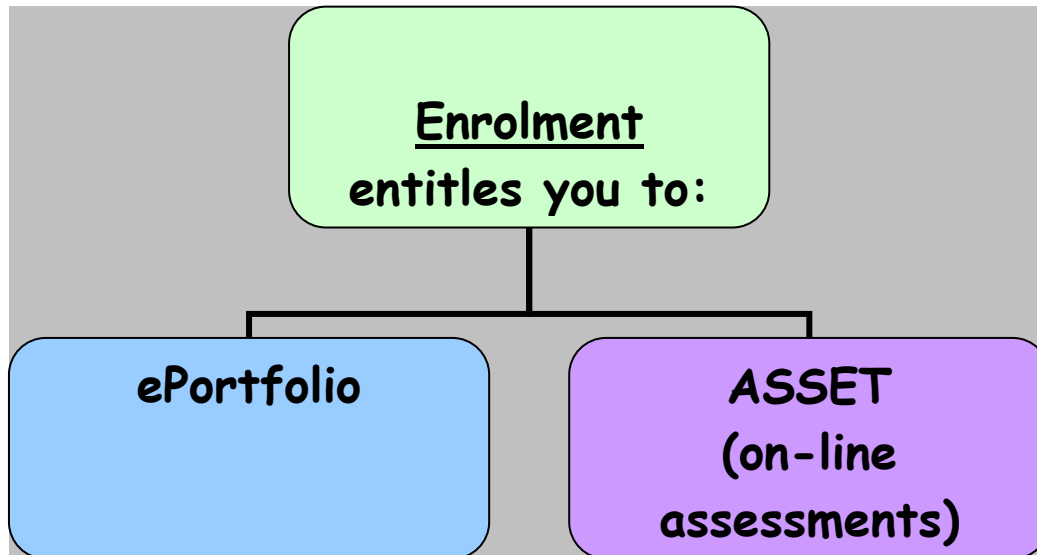 Enrolment
entitles you to:
ePortfolio
ASSET
(on-line
assessments)